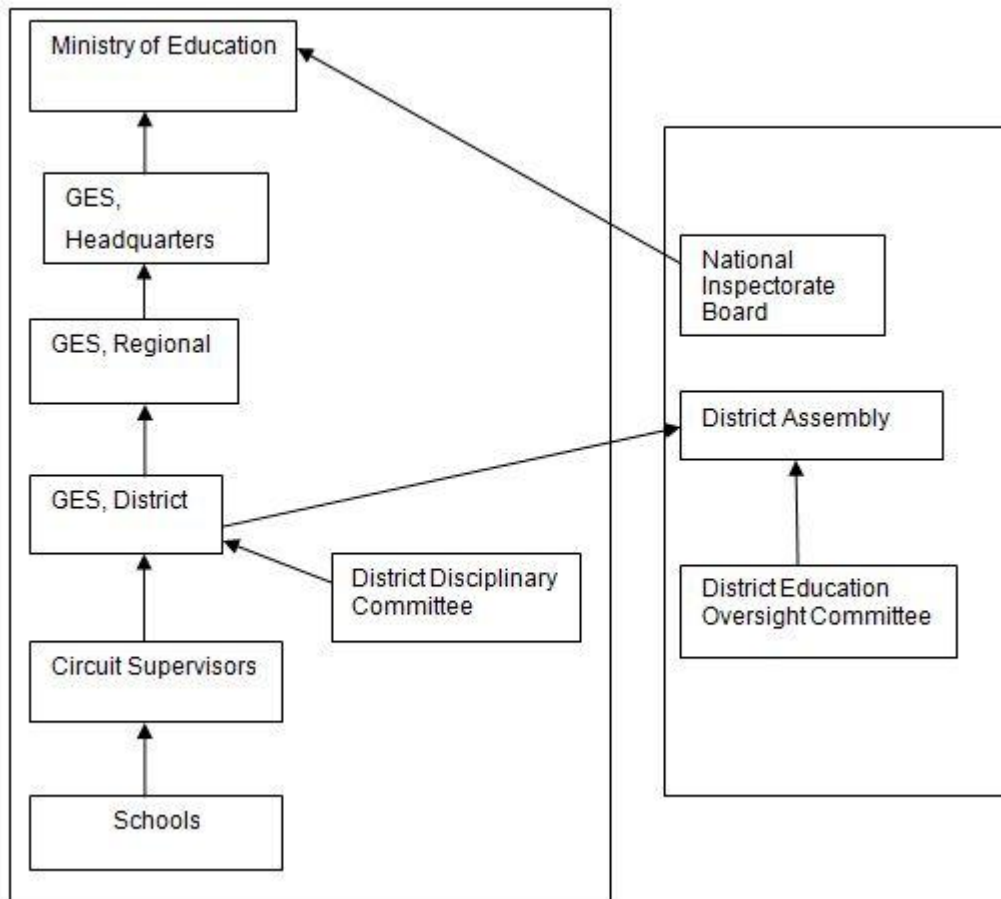 Ministry of Education
GES,
Headquarters
GES, Regional
GES, District
District Disciplinary
Committee
Circuit Supervisors
Schools
National
Inspectorate
Board
District Assembly
District Education
Oversight Committee